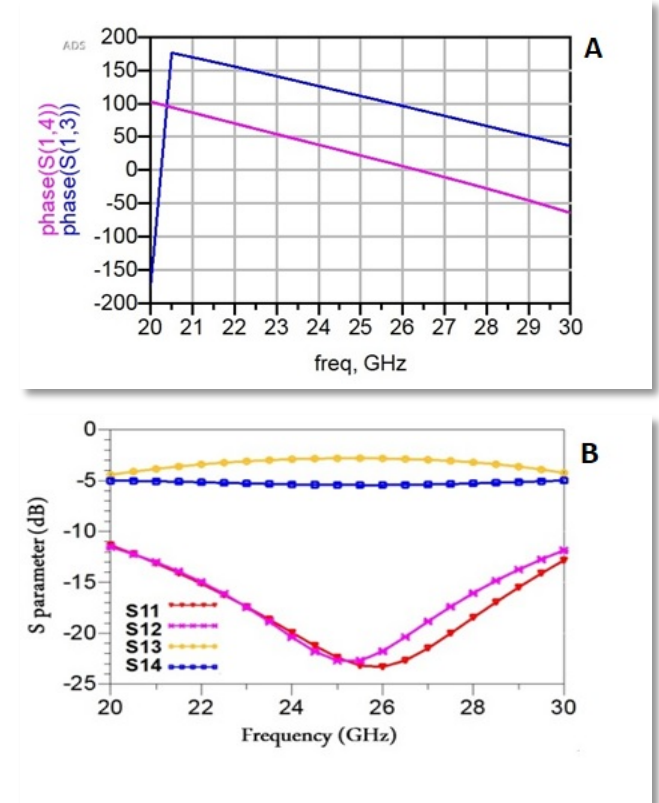 A
ADS
phase(S(1,4))
phase(S(1,3))
200
150
100
50
0
-50
-100
-150
-200
20 21 22 23 24 25 26 27 28 29 30
freq, GHz
B
S parameter (dB)
0
-5
-10
-15
-20
-25
S11
S12
S13
S14
20 22 24 26 28 30
Frequency (GHz)